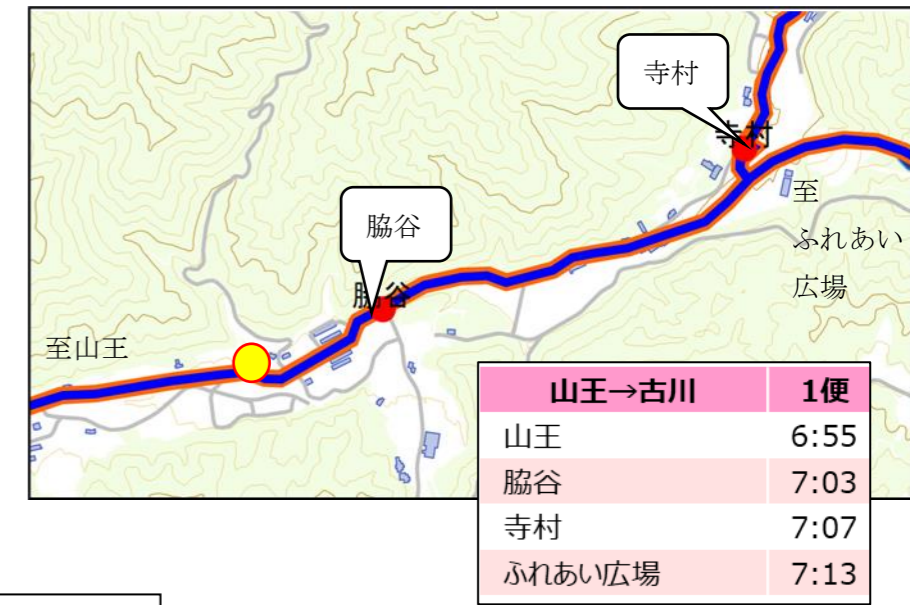 寺村
寺村
至
ふれあい
広場
脇谷
脇谷
至山王
山王→古川 1便
山王 6:55
脇谷 7:03
寺村 7:07
ふれあい広場 7:13